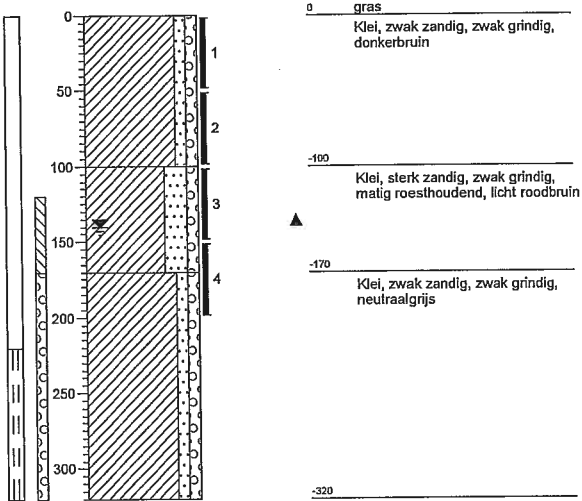 0
50
100
150
200
250
300
1
2
3
4
0 gras
Klei, zwak zandig, zwak grindig,
donkerbruin
-100
Klei, sterk zandig, zwak grindig,
matig roesthoudend, licht roodbruin
-170
Klei, zwak zandig, zwak grindig,
neutraalgrijs
-320